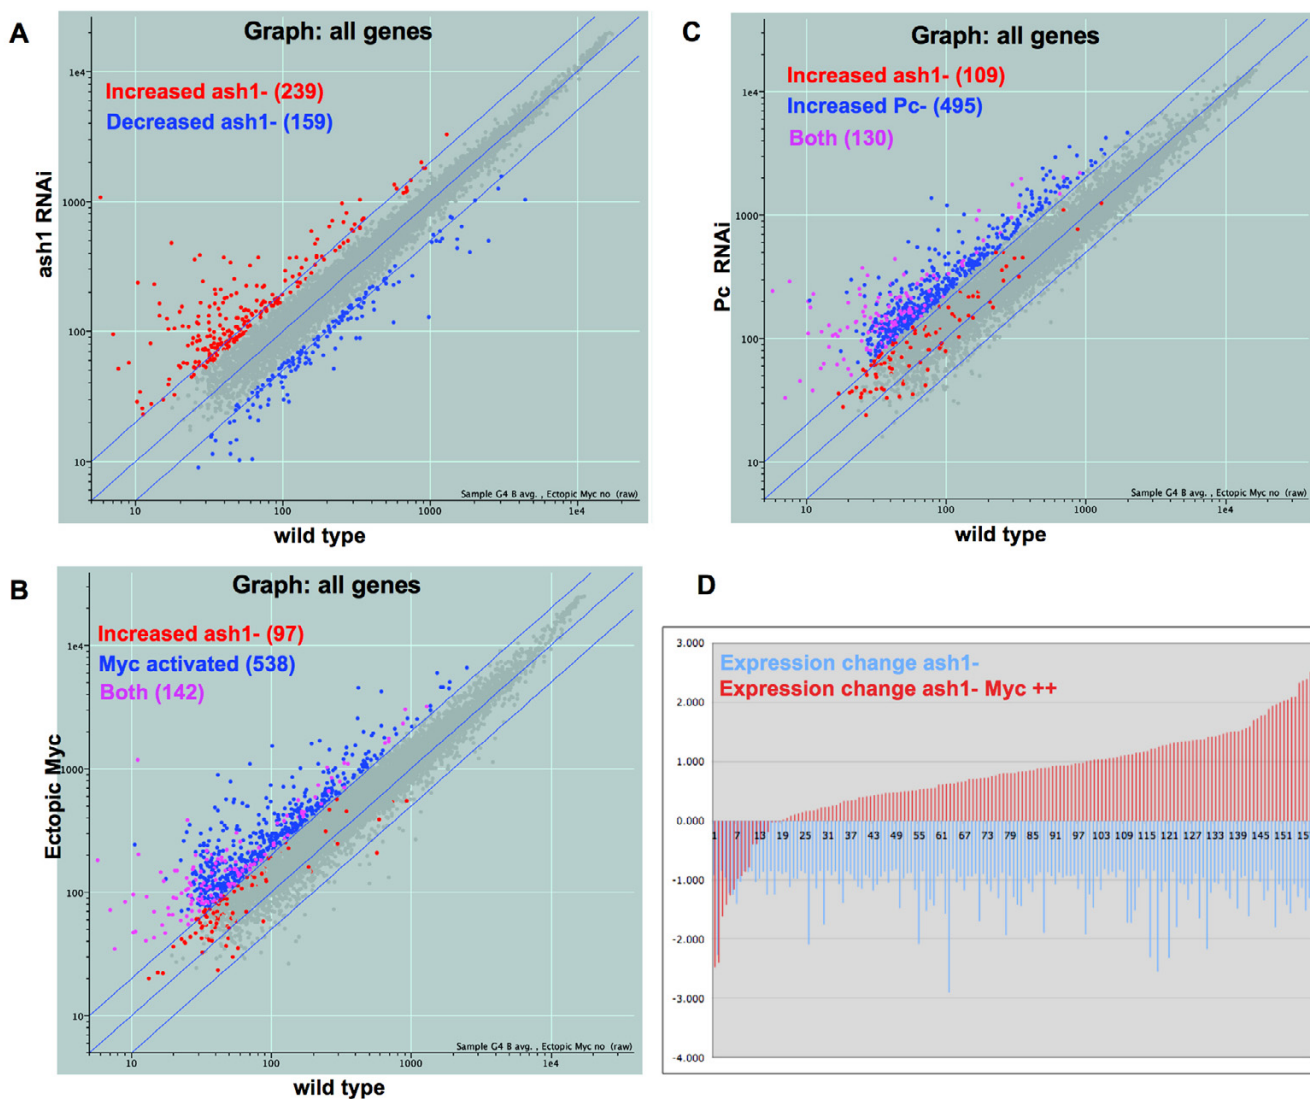 A
Graph: all genes
Increased ash1- (239)
Decreased ash1- (159)
1e4
1000
100
10
ash1 RNAi
Sample G4 B avg. , Ectopic Myc no (raw)
10
100
1000
1e4
wild type
C
Graph: all genes
Increased ash1- (109)
Increased Pc- (495)
Both (130)
1e4
1000
100
10
Pc RNAi
Sample G4 B avg. , Ectopic Myc no (raw)
10
100
1000
1e4
wild type
B
Graph: all genes
Increased ash1- (97)
Myc activated (538)
Both (142)
1e4
1000
100
10
Ectopic Myc
Sample G4 B avg. , Ectopic Myc no (raw)
10
100
1000
1e4
wild type
D
Expression change ash1-
Expression change ash1- Myc ++
3.000
2.000
1.000
0.000
-1.000
-2.000
-3.000
-4.000
1 7 13 19 25 31 37 43 49 55 61 67 73 79 85 91 97 103 109 115 121 127 133 139 145 151 15